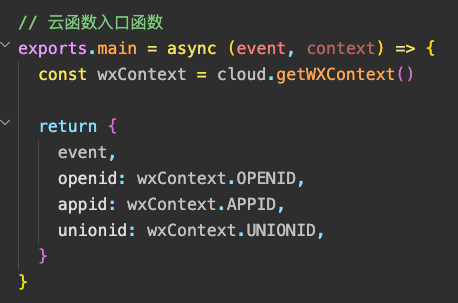 // 云函数入口函数
exports.main = async (event, context) => {
  const wxContext = cloud.getWXContext()

  return {
    event,
    openid: wxContext.OPENID,
    appid: wxContext.APPID,
    unionid: wxContext.UNIONID,
  }
}